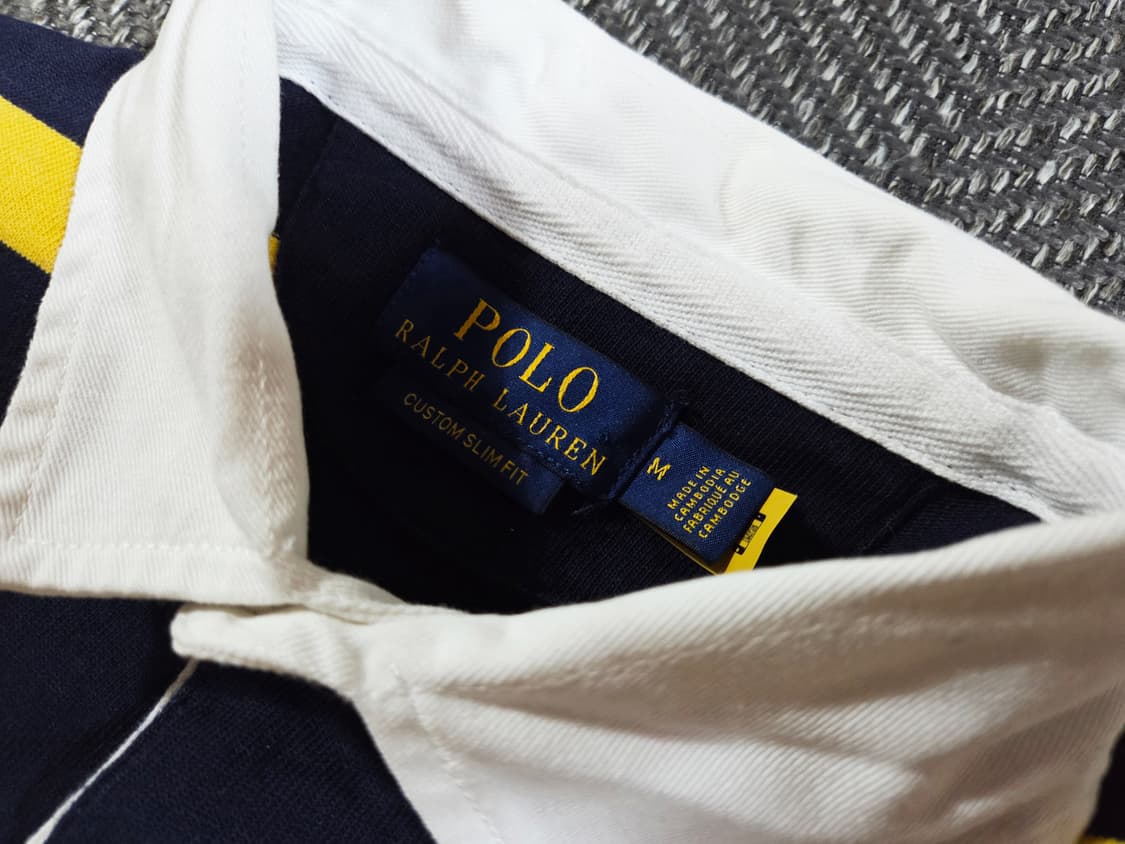 POLO
RALPH LAUREN
CUSTOM SLIM FIT
M
MADE IN
CAMBODIA
FABRIQUÉ AU
CAMBODGE